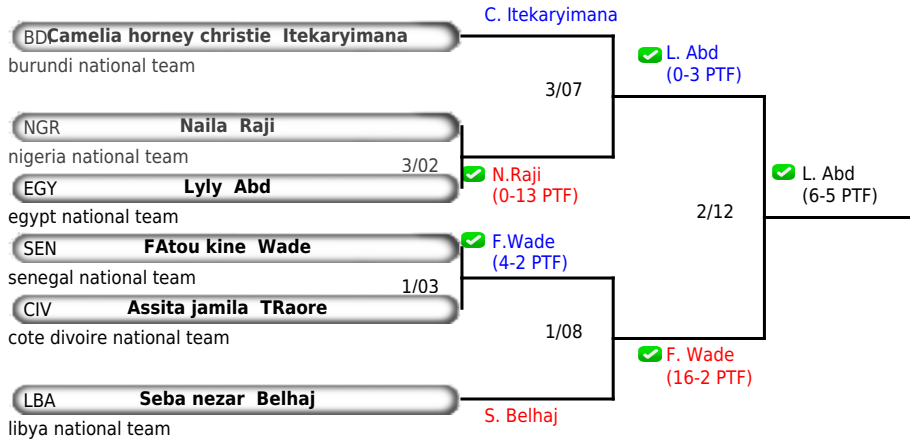 C. Itekaryimana
BDI Camelia horney christie Itekaryimana
burundi national team
L. Abd
(0-3 PTF)
3/07
NGR Naila Raji
nigeria national team
3/02
N.Raji
(0-13 PTF)
EGY Lyly Abd
egypt national team
L. Abd
(6-5 PTF)
2/12
SEN FAtou kine Wade
senegal national team
F.Wade
(4-2 PTF)
1/03
CIV Assita jamila TRaore
cote divoire national team
1/08
F. Wade
(16-2 PTF)
LBA Seba nezar Belhaj
libya national team
S. Belhaj